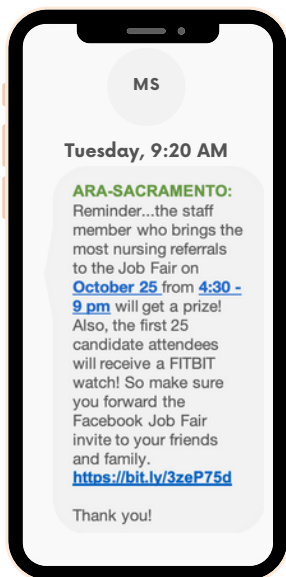 MS
Tuesday, 9:20 AM
ARA-SACRAMENTO:
Reminder...the staff
member who brings the
most nursing referrals
to the Job Fair on
October 25 from 4:30 -
9 pm will get a prize!
Also, the first 25
candidate attendees
will receive a FITBIT
watch! So make sure
you forward the
Facebook Job Fair
invite to your friends
and family.
https://bit.ly/3zeP75d
Thank you!